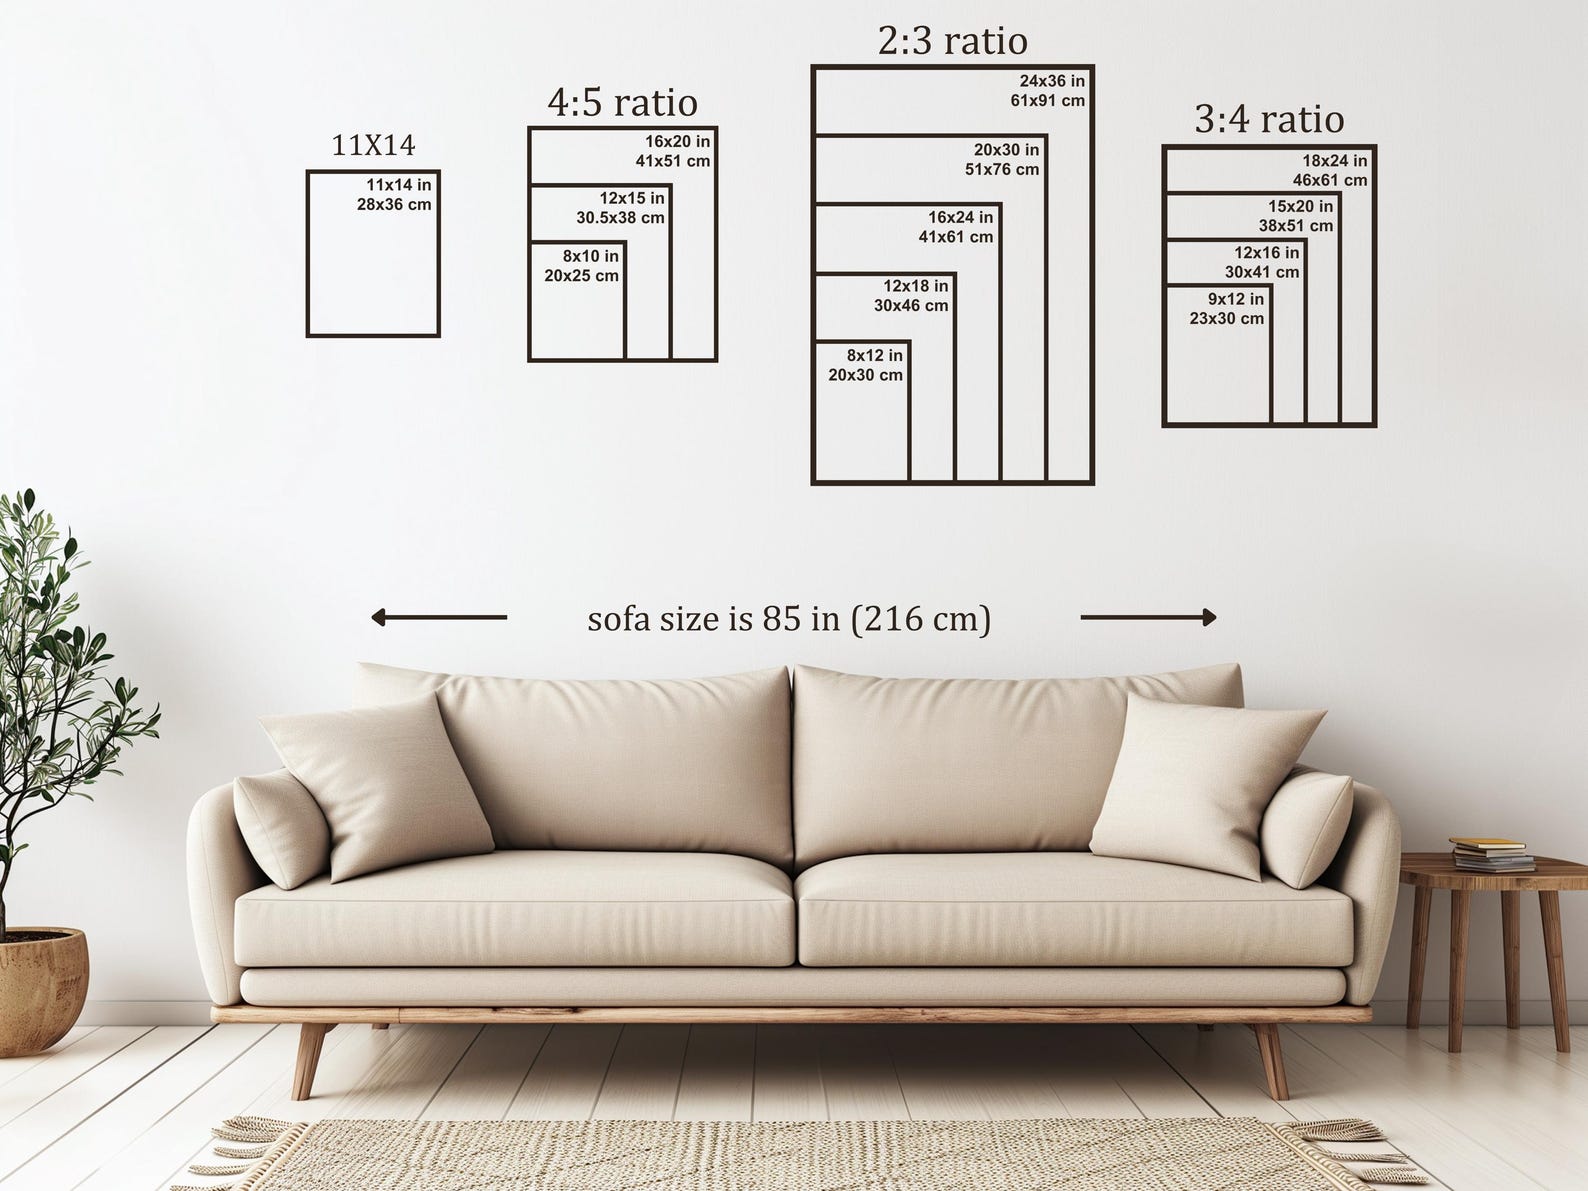 11X14
11x14 in
28x36 cm
4:5 ratio
16x20 in
41x51 cm
12x15 in
30.5x38 cm
8x10 in
20x25 cm
2:3 ratio
24x36 in
61x91 cm
20x30 in
51x76 cm
16x24 in
41x61 cm
12x18 in
30x46 cm
8x12 in
20x30 cm
3:4 ratio
18x24 in
46x61 cm
15x20 in
38x51 cm
12x16 in
30x41 cm
9x12 in
23x30 cm
sofa size is 85 in (216 cm)